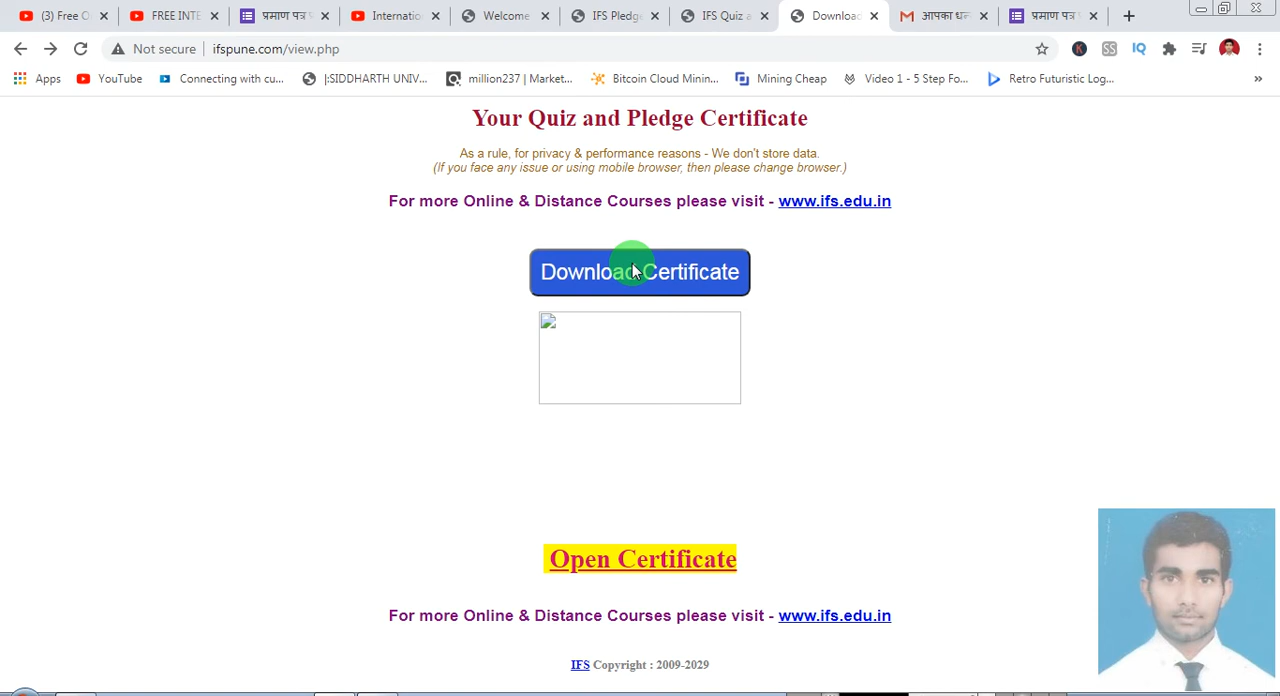 (3) Free O
FREE INTE
प्रमाण पत्र
Internatio
Welcome
IFS Pledg
IFS Quiz a
Download
आपका धन्य
प्रमाण पत्र
Not secure ifspune.com/view.php
Apps YouTube Connecting with cu... |:SIDDHARTH UNIV... million237 | Market... Bitcoin Cloud Minin... Mining Cheap Video 1 - 5 Step Fo... Retro Futuristic Log... »
Your Quiz and Pledge Certificate
As a rule, for privacy & performance reasons - We don't store data.
(If you face any issue or using mobile browser, then please change browser.)
For more Online & Distance Courses please visit - www.ifs.edu.in
Download Certificate
Open Certificate
For more Online & Distance Courses please visit - www.ifs.edu.in
IFS Copyright : 2009-2029